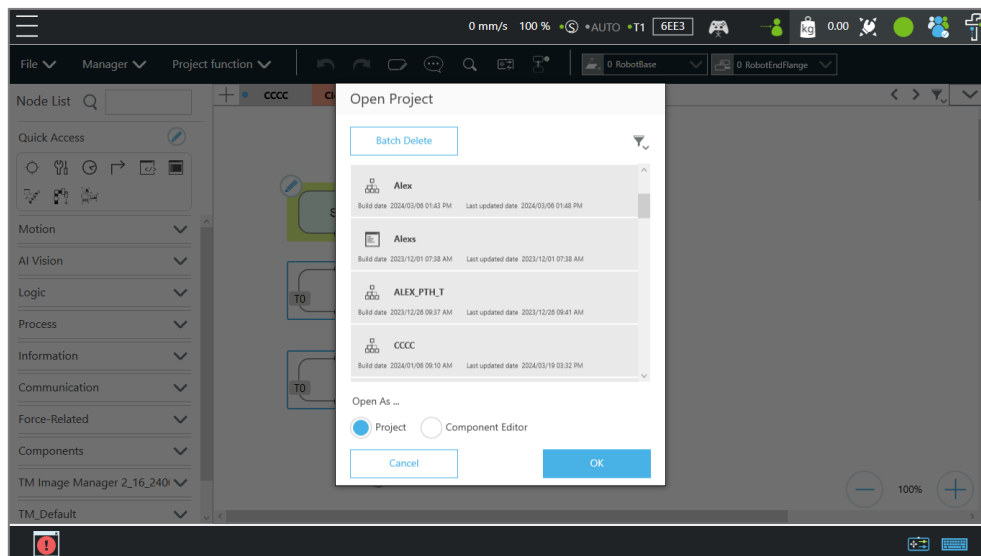 0 mm/s 100 % S AUTO T1 6EE3 kg 0.00
File Manager Project function 0 RobotBase 0 RobotEndFlange
Node List
CCCC
Open Project
Quick Access
Batch Delete
Alex
Build date 2024/03/06 01:43 PM Last updated date 2024/03/06 01:48 PM
Motion
Alexs
Build date 2023/12/01 07:38 AM Last updated date 2023/12/01 07:38 AM
AI Vision
Logic
ALEX_PTH_T
T0
Build date 2023/12/26 09:37 AM Last updated date 2023/12/26 09:41 AM
Process
CCCC
Information
Build date 2024/01/06 09:10 AM Last updated date 2024/03/19 03:32 PM
Communication
T0
Open As ...
Force-Related
Project Component Editor
Components
Cancel OK
TM Image Manager 2_16_240
100%
TM_Default